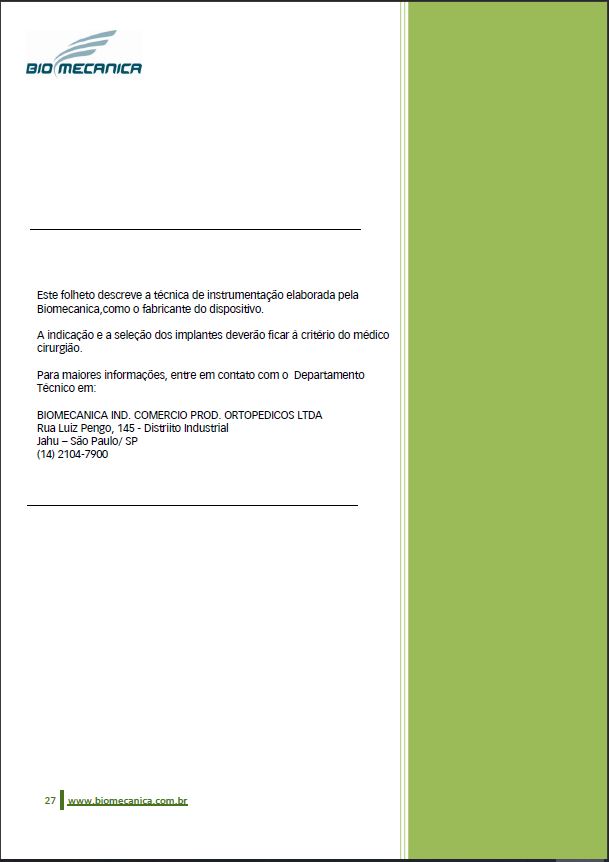 BIOMECANICA
Este folheto descreve a técnica de instrumentação elaborada pela
Biomecanica,como o fabricante do dispositivo.
A indicação e a seleção dos implantes deverão ficar à critério do médico
cirurgião.
Para maiores informações, entre em contato com o  Departamento
Técnico em:
BIOMECANICA IND. COMERCIO PROD. ORTOPEDICOS LTDA
Rua Luiz Pengo, 145 - Distriito Industrial
Jahu – São Paulo/ SP
(14) 2104-7900
27 www.biomecanica.com.br